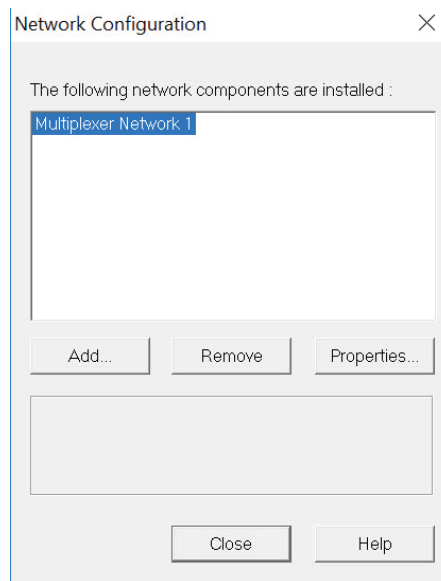 Network Configuration
The following network components are installed :
Multiplexer Network 1
Add...
Remove
Properties...
Close
Help